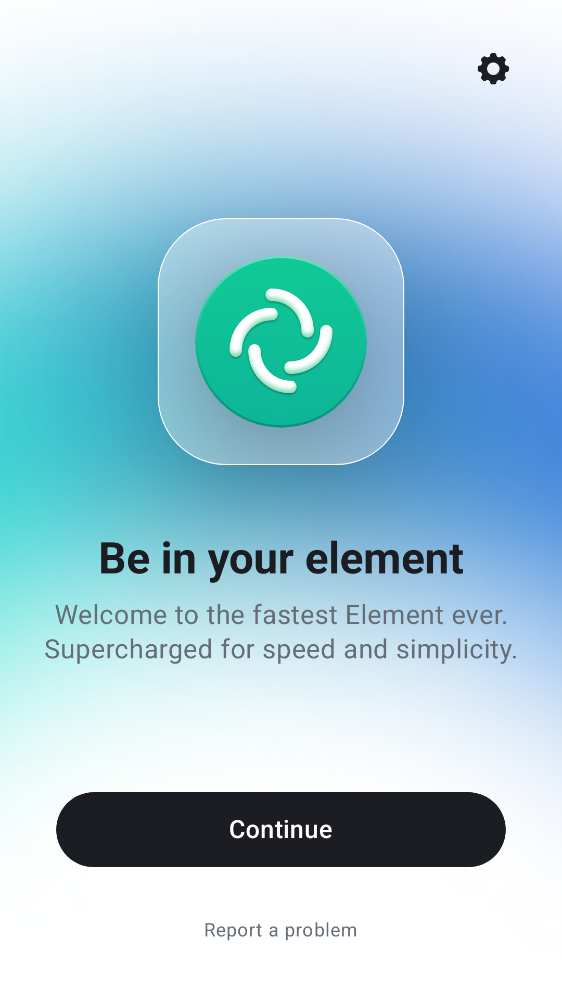 Be in your element
Welcome to the fastest Element ever.
Supercharged for speed and simplicity.
Continue
Report a problem